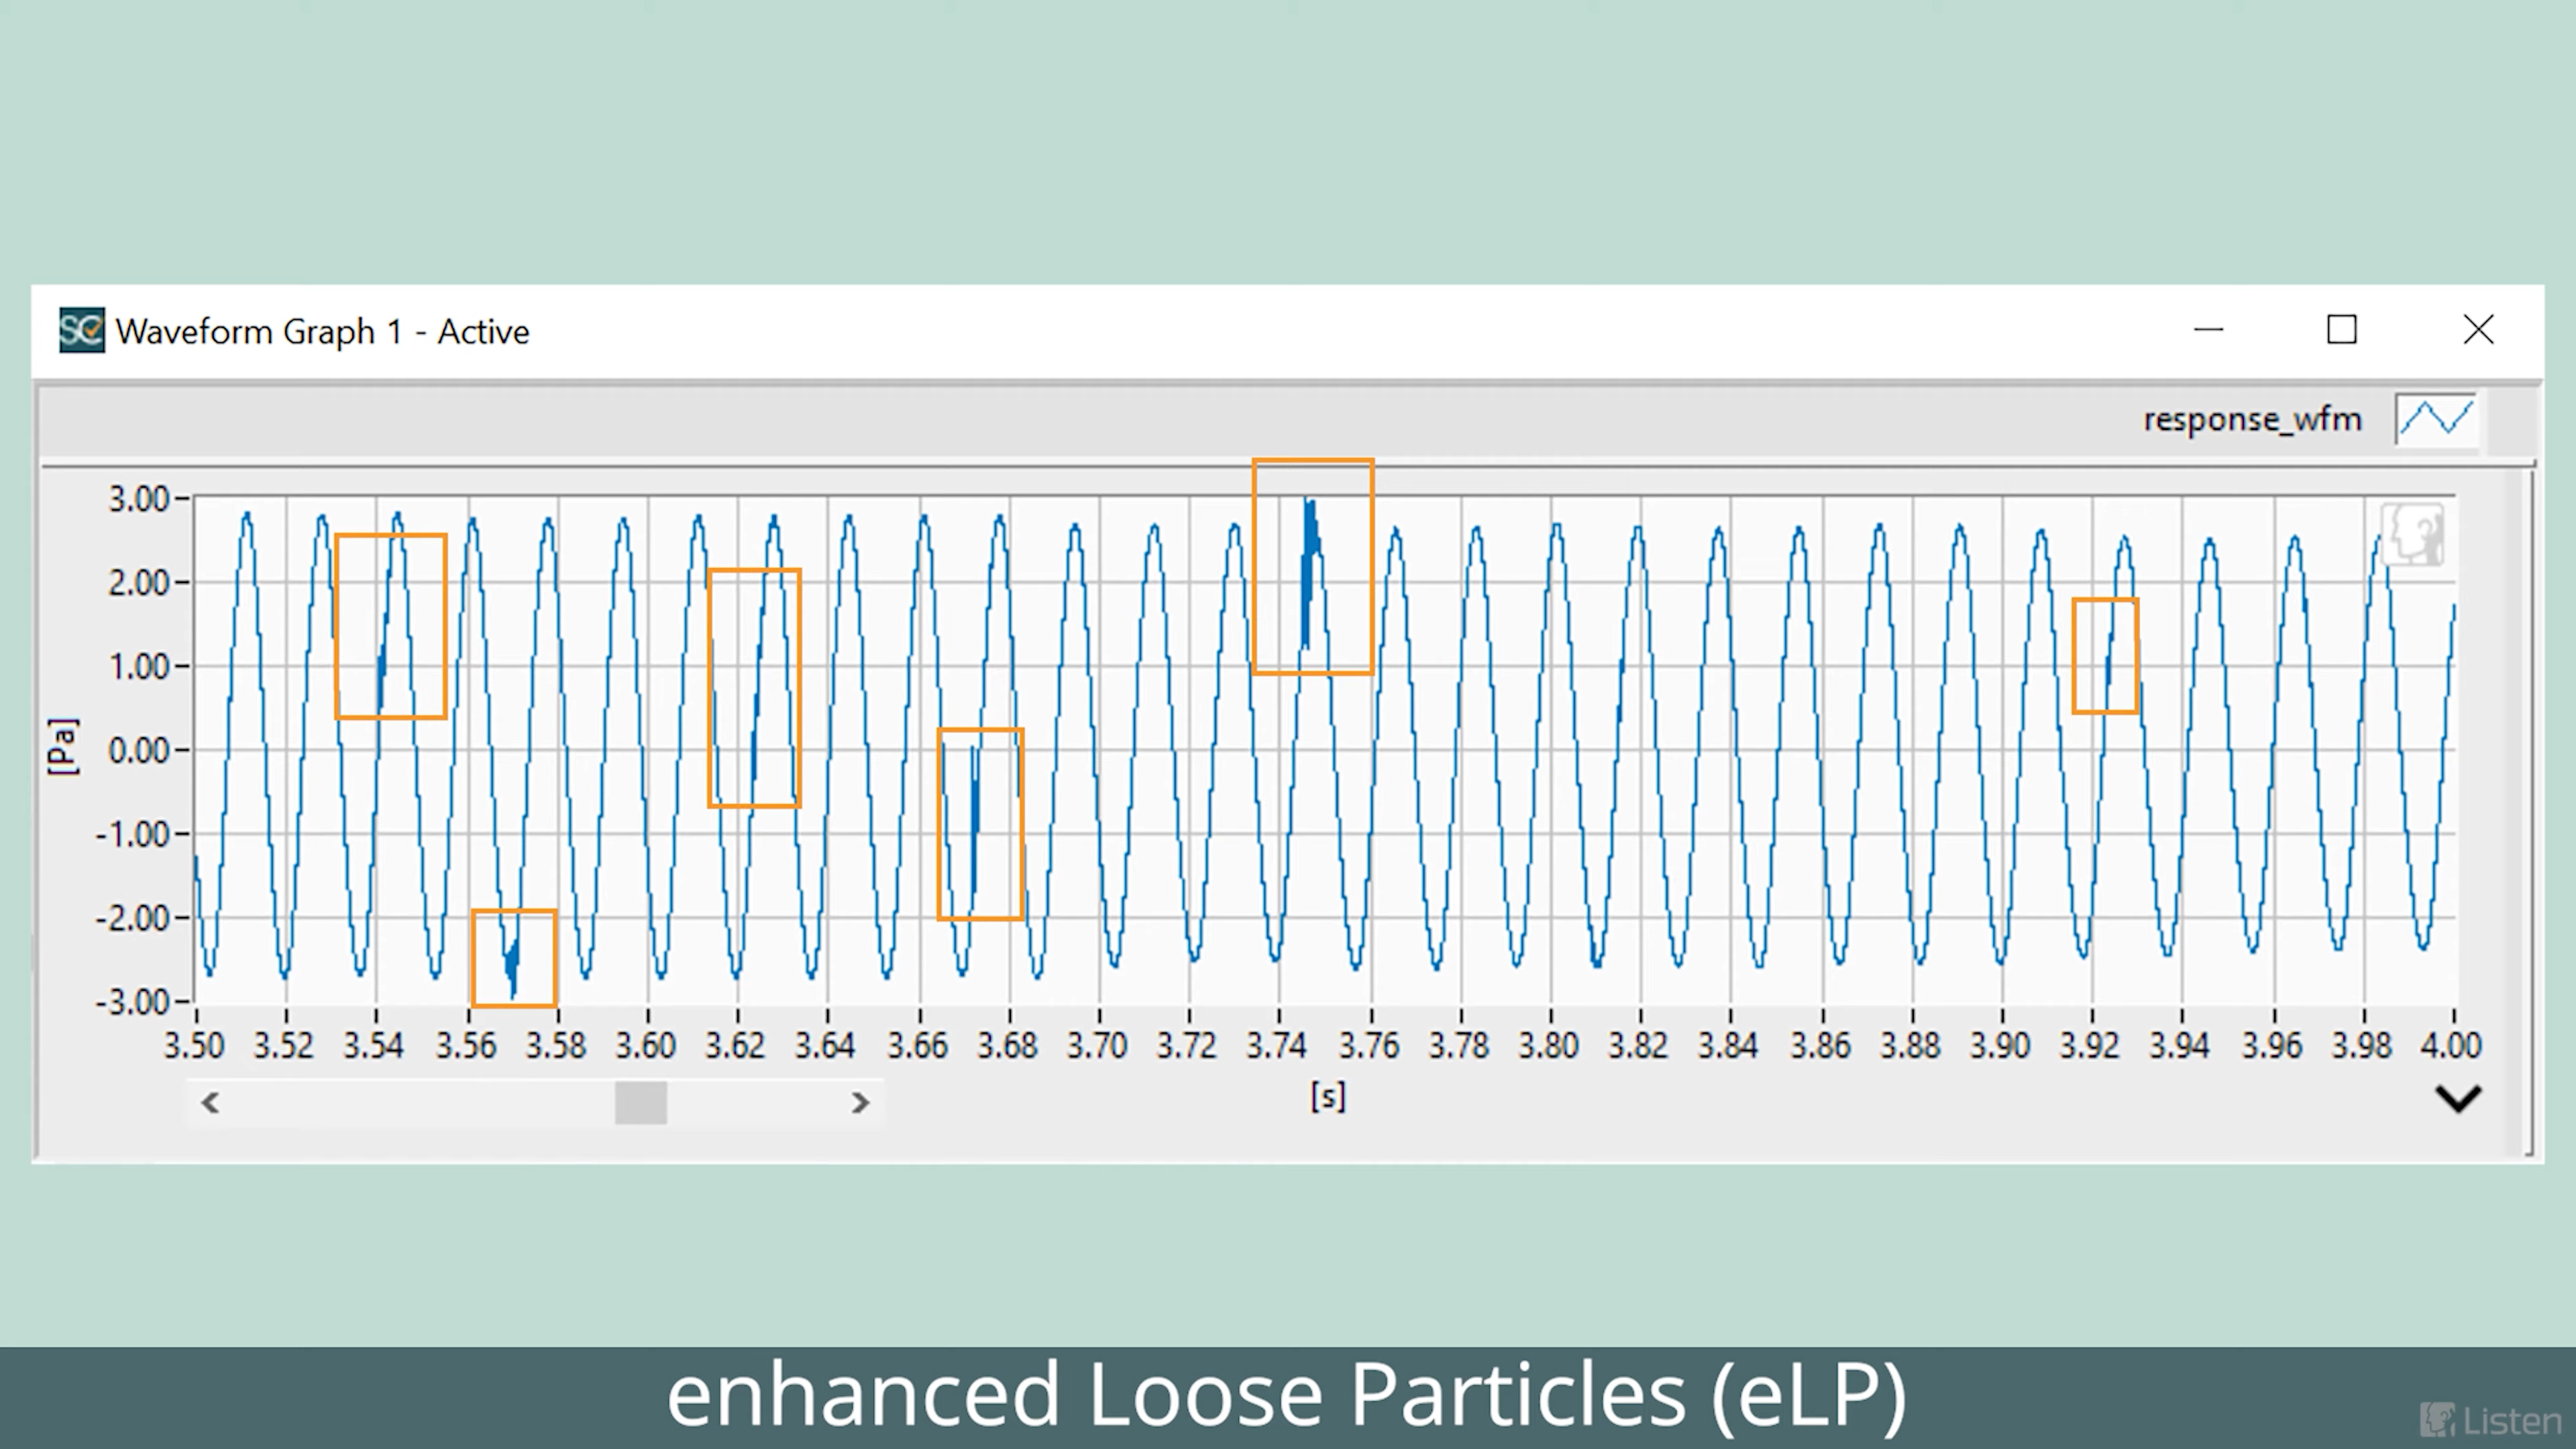 SC Waveform Graph 1 - Active
response_wfm
3.00
2.00
1.00
0.00
-1.00
-2.00
-3.00
[Pa]
3.50 3.52 3.54 3.56 3.58 3.60 3.62 3.64 3.66 3.68 3.70 3.72 3.74 3.76 3.78 3.80 3.82 3.84 3.86 3.88 3.90 3.92 3.94 3.96 3.98 4.00
[s]
enhanced Loose Particles (eLP)
Listen